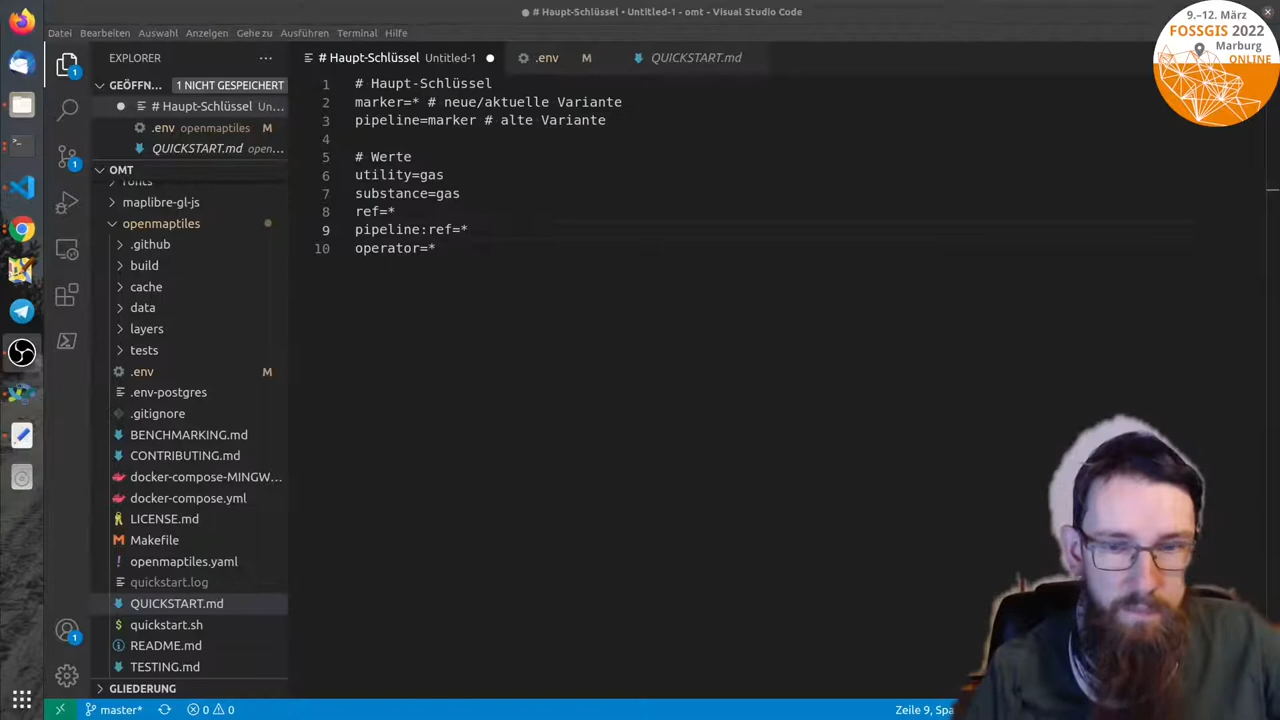 # Haupt-Schlüssel • Untitled-1 - omt - Visual Studio Code
9.–12. März
FOSSGIS 2022
Marburg
ONLINE
Datei Bearbeiten Auswahl Anzeigen Gehe zu Ausführen Terminal Hilfe
EXPLORER
# Haupt-Schlüssel Untitled-1
.env M
QUICKSTART.md
GEÖFFN... 1 NICHT GESPEICHERT
# Haupt-Schlüssel Un...
.env openmaptiles M
QUICKSTART.md open...
OMT
fonts
maplibre-gl-js
openmaptiles
.github
build
cache
data
layers
tests
.env M
.env-postgres
.gitignore
BENCHMARKING.md
CONTRIBUTING.md
docker-compose-MINGW...
docker-compose.yml
LICENSE.md
Makefile
openmaptiles.yaml
quickstart.log
QUICKSTART.md
quickstart.sh
README.md
TESTING.md
GLIEDERUNG
1 # Haupt-Schlüssel
2 marker=* # neue/aktuelle Variante
3 pipeline=marker # alte Variante
4
5 # Werte
6 utility=gas
7 substance=gas
8 ref=*
9 pipeline:ref=*
10 operator=*
1
1
1
master* 0 0
Zeile 9, Spa